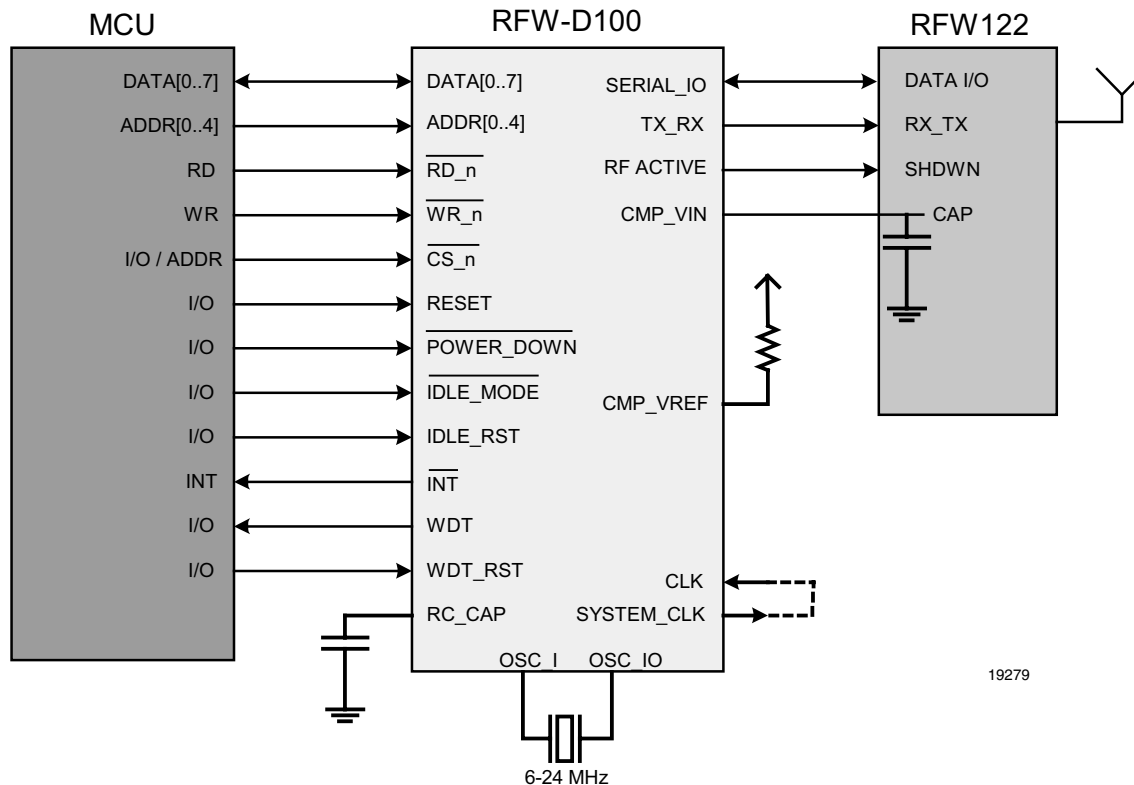 MCU
RFW-D100
RFW122
DATA[0..7]
ADDR[0..4]
RD
WR
I/O / ADDR
I/O
I/O
I/O
I/O
INT
I/O
I/O
DATA[0..7]
ADDR[0..4]
RD_n
WR_n
CS_n
RESET
POWER_DOWN
IDLE_MODE
IDLE_RST
INT
WDT
WDT_RST
RC_CAP
SERIAL_IO
TX_RX
RF ACTIVE
CMP_VIN
CMP_VREF
CLK
SYSTEM_CLK
OSC_I OSC_IO
6-24 MHz
DATA I/O
RX_TX
SHDWN
CAP
19279